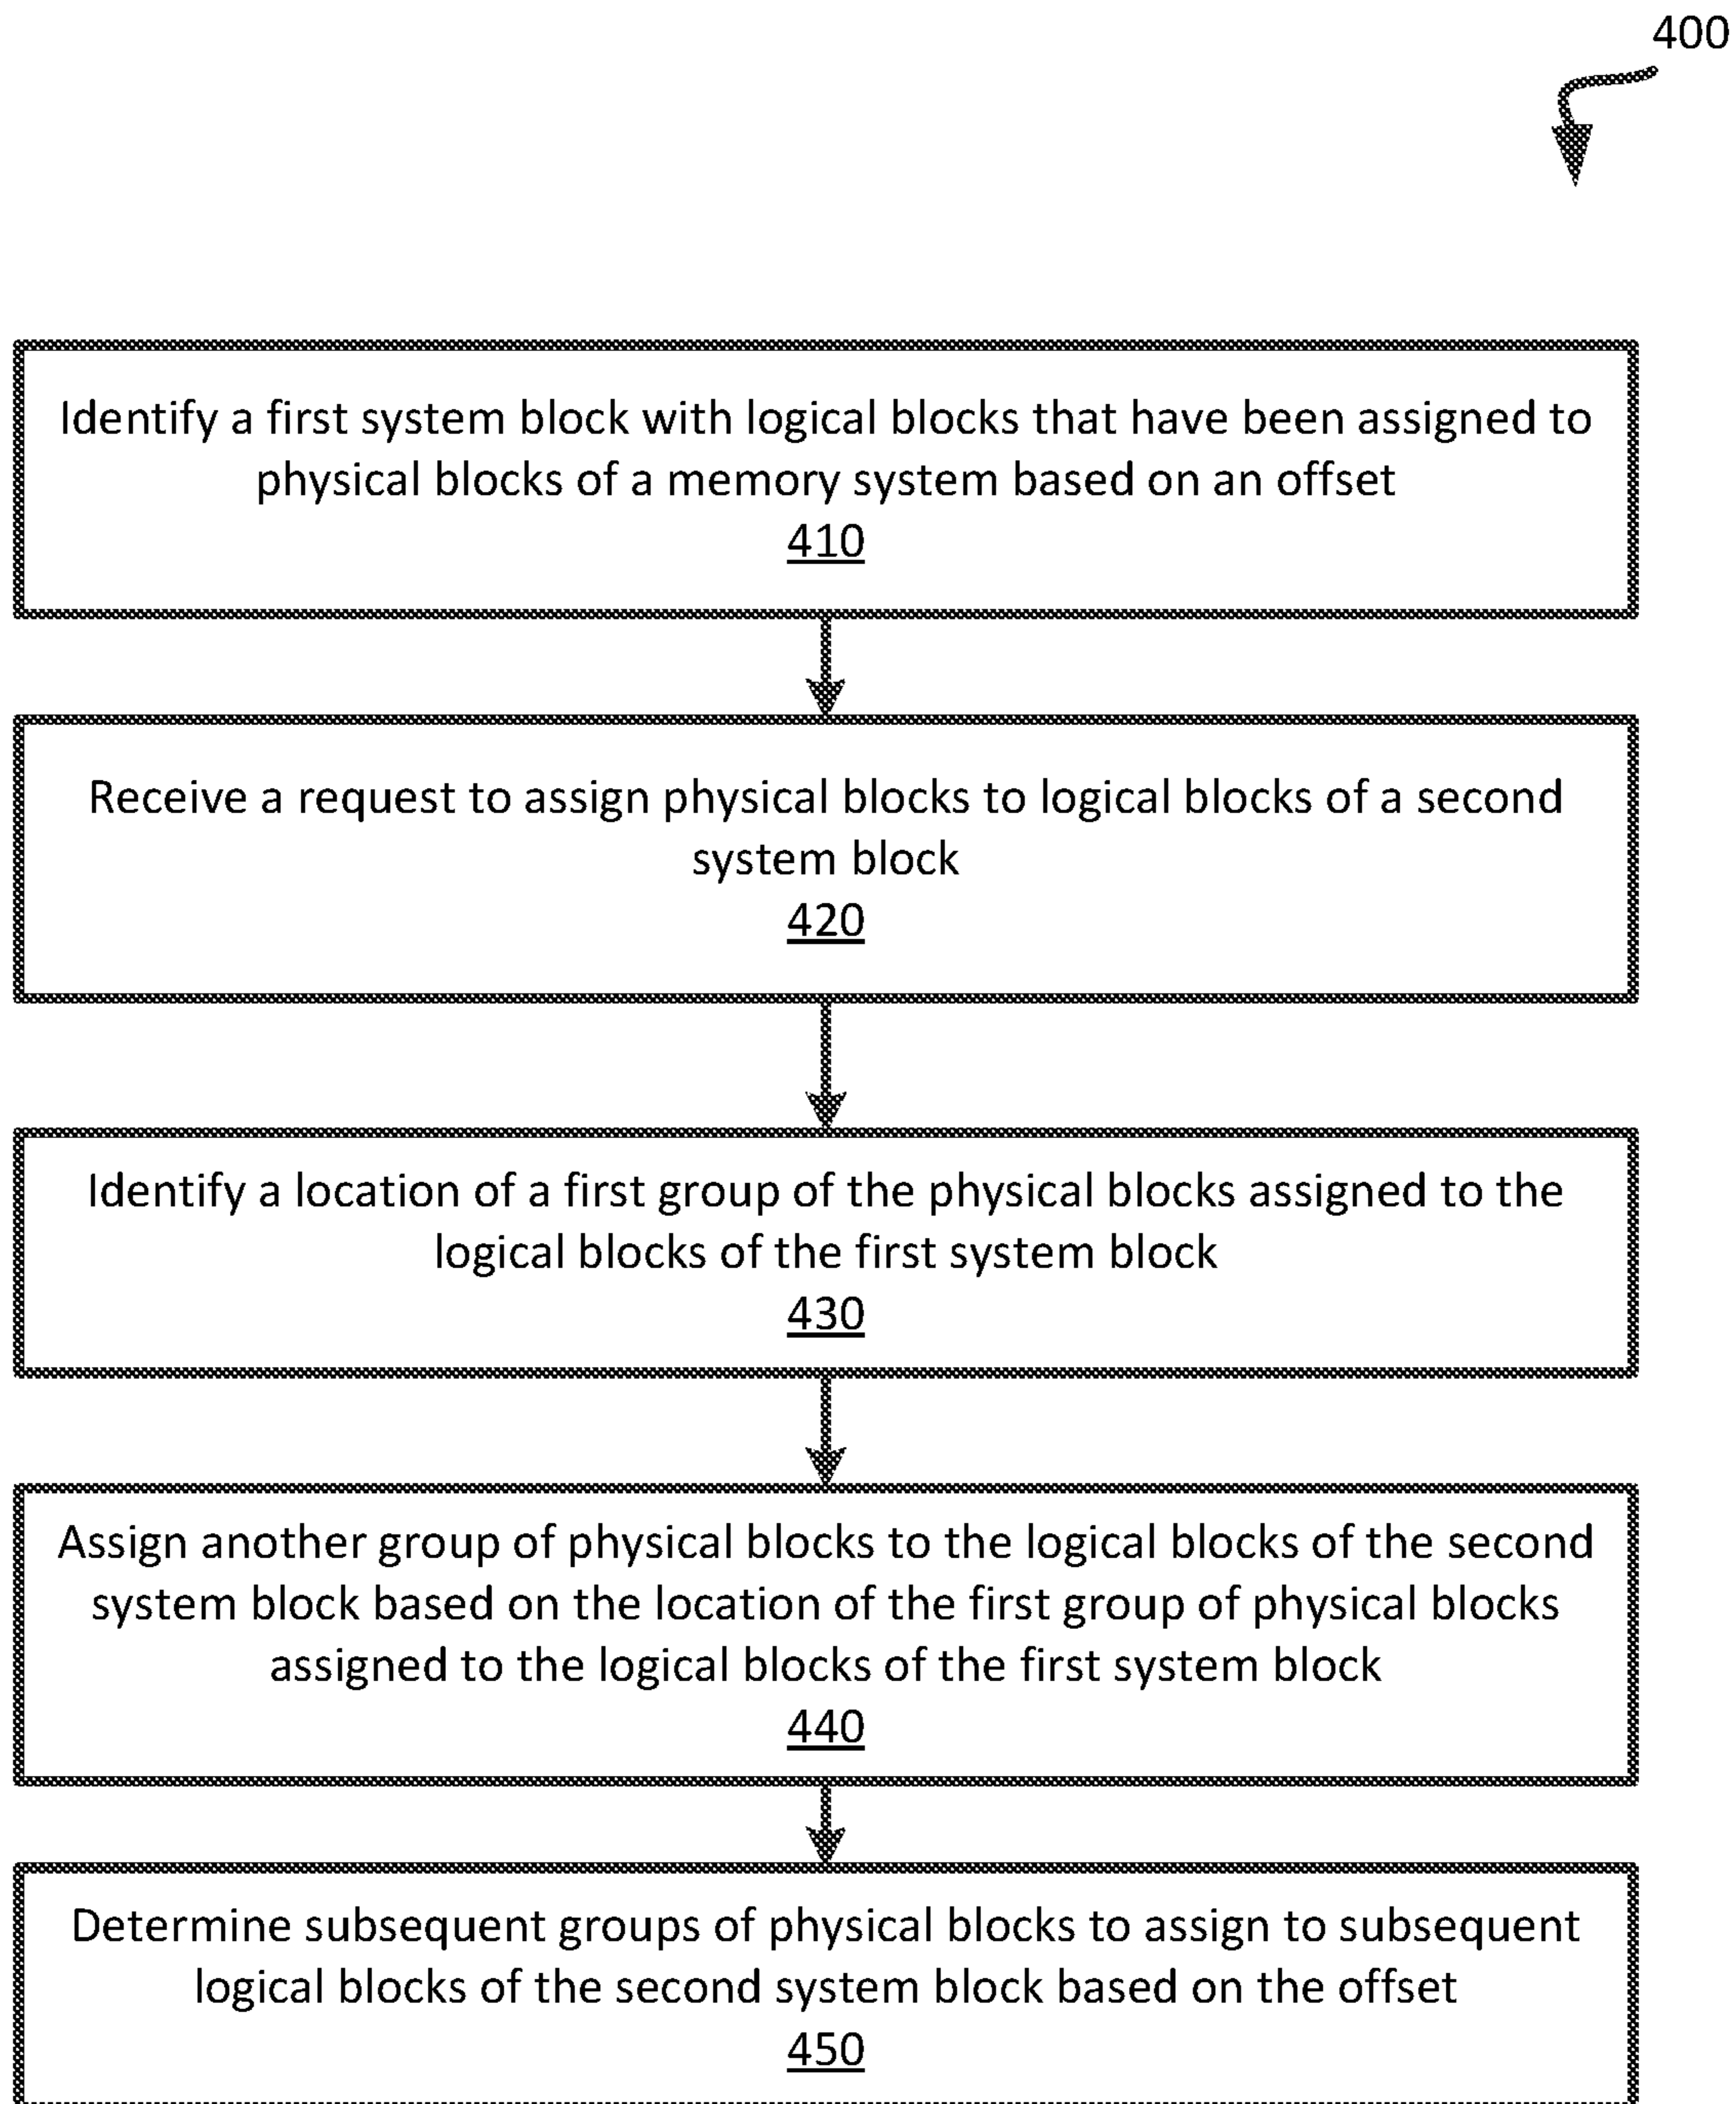 400
Identify a first system block with logical blocks that have been assigned to
physical blocks of a memory system based on an offset
410
Receive a request to assign physical blocks to logical blocks of a second
system block
420
Identify a location of a first group of the physical blocks assigned to the
logical blocks of the first system block
430
Assign another group of physical blocks to the logical blocks of the second
system block based on the location of the first group of physical blocks
assigned to the logical blocks of the first system block
440
Determine subsequent groups of physical blocks to assign to subsequent
logical blocks of the second system block based on the offset
450